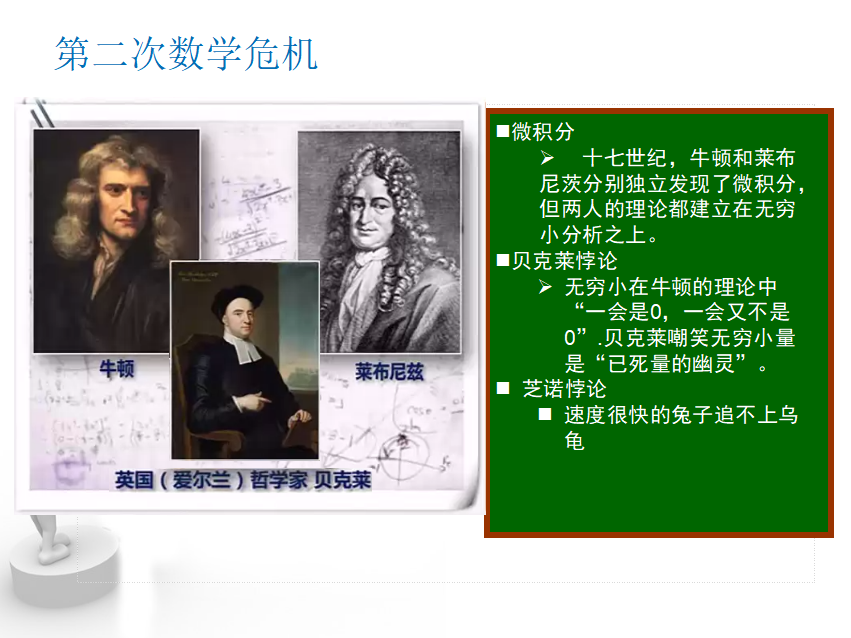 第二次数学危机
牛顿
莱布尼兹
英国（爱尔兰）哲学家 贝克莱
■微积分
➢ 十七世纪，牛顿和莱布
尼茨分别独立发现了微积分，
但两人的理论都建立在无穷
小分析之上。
■贝克莱悖论
➢ 无穷小在牛顿的理论中
“一会是0，一会又不是
0”.贝克莱嘲笑无穷小量
是“已死量的幽灵”。
■ 芝诺悖论
■ 速度很快的兔子追不上乌
龟